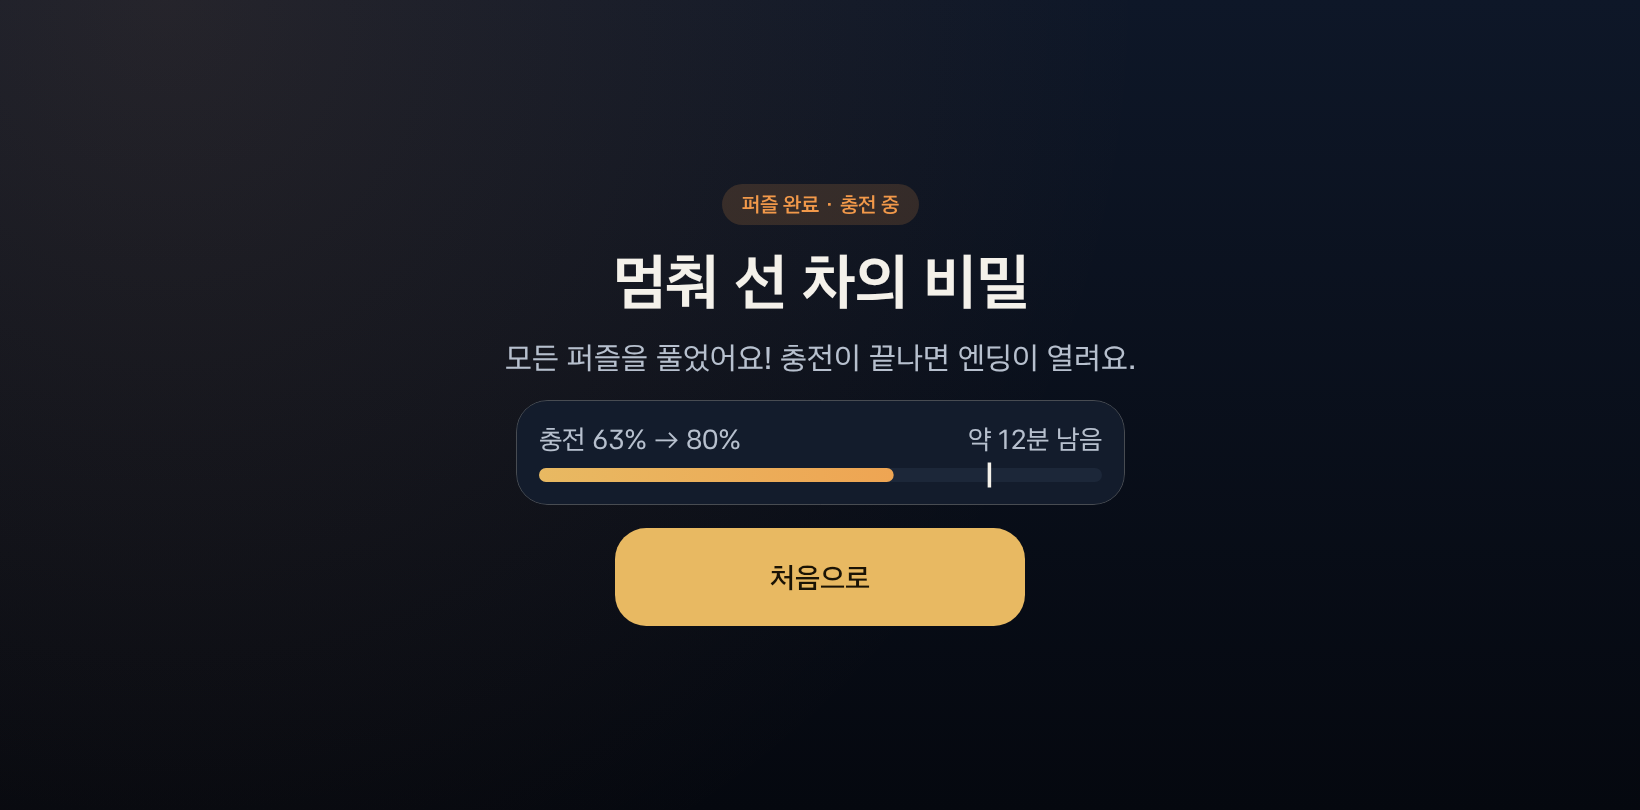 퍼즐 완료 · 충전 중
멈춰 선 차의 비밀
모든 퍼즐을 풀었어요! 충전이 끝나면 엔딩이 열려요.
충전 63% → 80% 약 12분 남음
처음으로